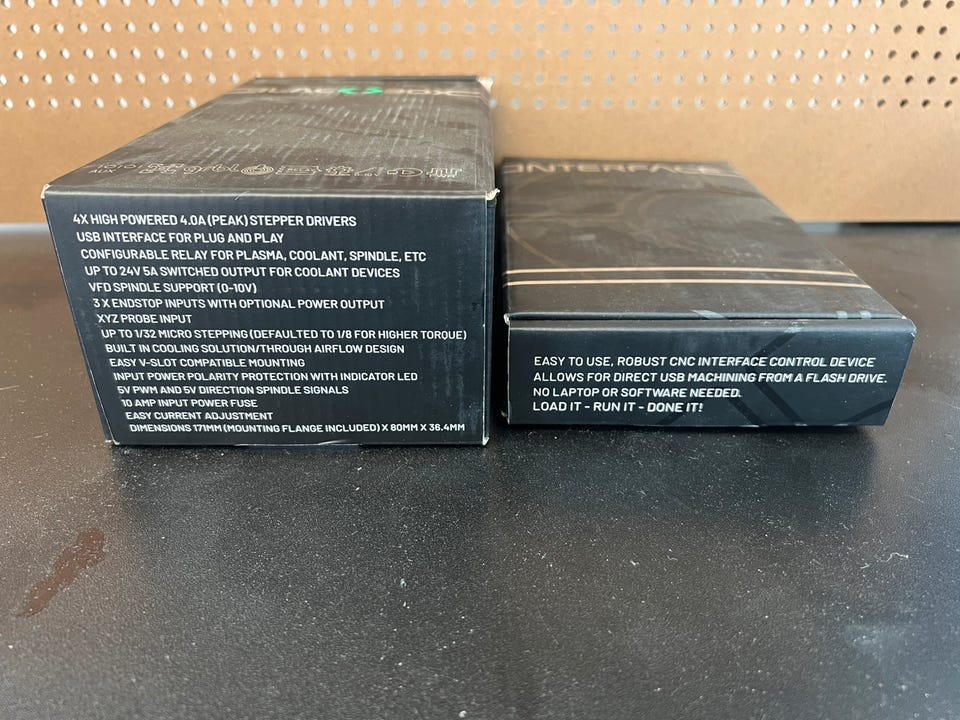 AUX
4X HIGH POWERED 4.0A (PEAK) STEPPER DRIVERS
USB INTERFACE FOR PLUG AND PLAY
CONFIGURABLE RELAY FOR PLASMA, COOLANT, SPINDLE, ETC
UP TO 24V 5A SWITCHED OUTPUT FOR COOLANT DEVICES
VFD SPINDLE SUPPORT (0-10V)
3 X ENDSTOP INPUTS WITH OPTIONAL POWER OUTPUT
XYZ PROBE INPUT
UP TO 1/32 MICRO STEPPING (DEFAULTED TO 1/8 FOR HIGHER TORQUE)
BUILT IN COOLING SOLUTION/THROUGH AIRFLOW DESIGN
EASY V-SLOT COMPATIBLE MOUNTING
INPUT POWER POLARITY PROTECTION WITH INDICATOR LED
5V PWM AND 5V DIRECTION SPINDLE SIGNALS
10 AMP INPUT POWER FUSE
EASY CURRENT ADJUSTMENT
DIMENSIONS 171MM (MOUNTING FLANGE INCLUDED) X 80MM X 36.4MM
INTERFACE
EASY TO USE, ROBUST CNC INTERFACE CONTROL DEVICE
ALLOWS FOR DIRECT USB MACHINING FROM A FLASH DRIVE.
NO LAPTOP OR SOFTWARE NEEDED.
LOAD IT - RUN IT - DONE IT!